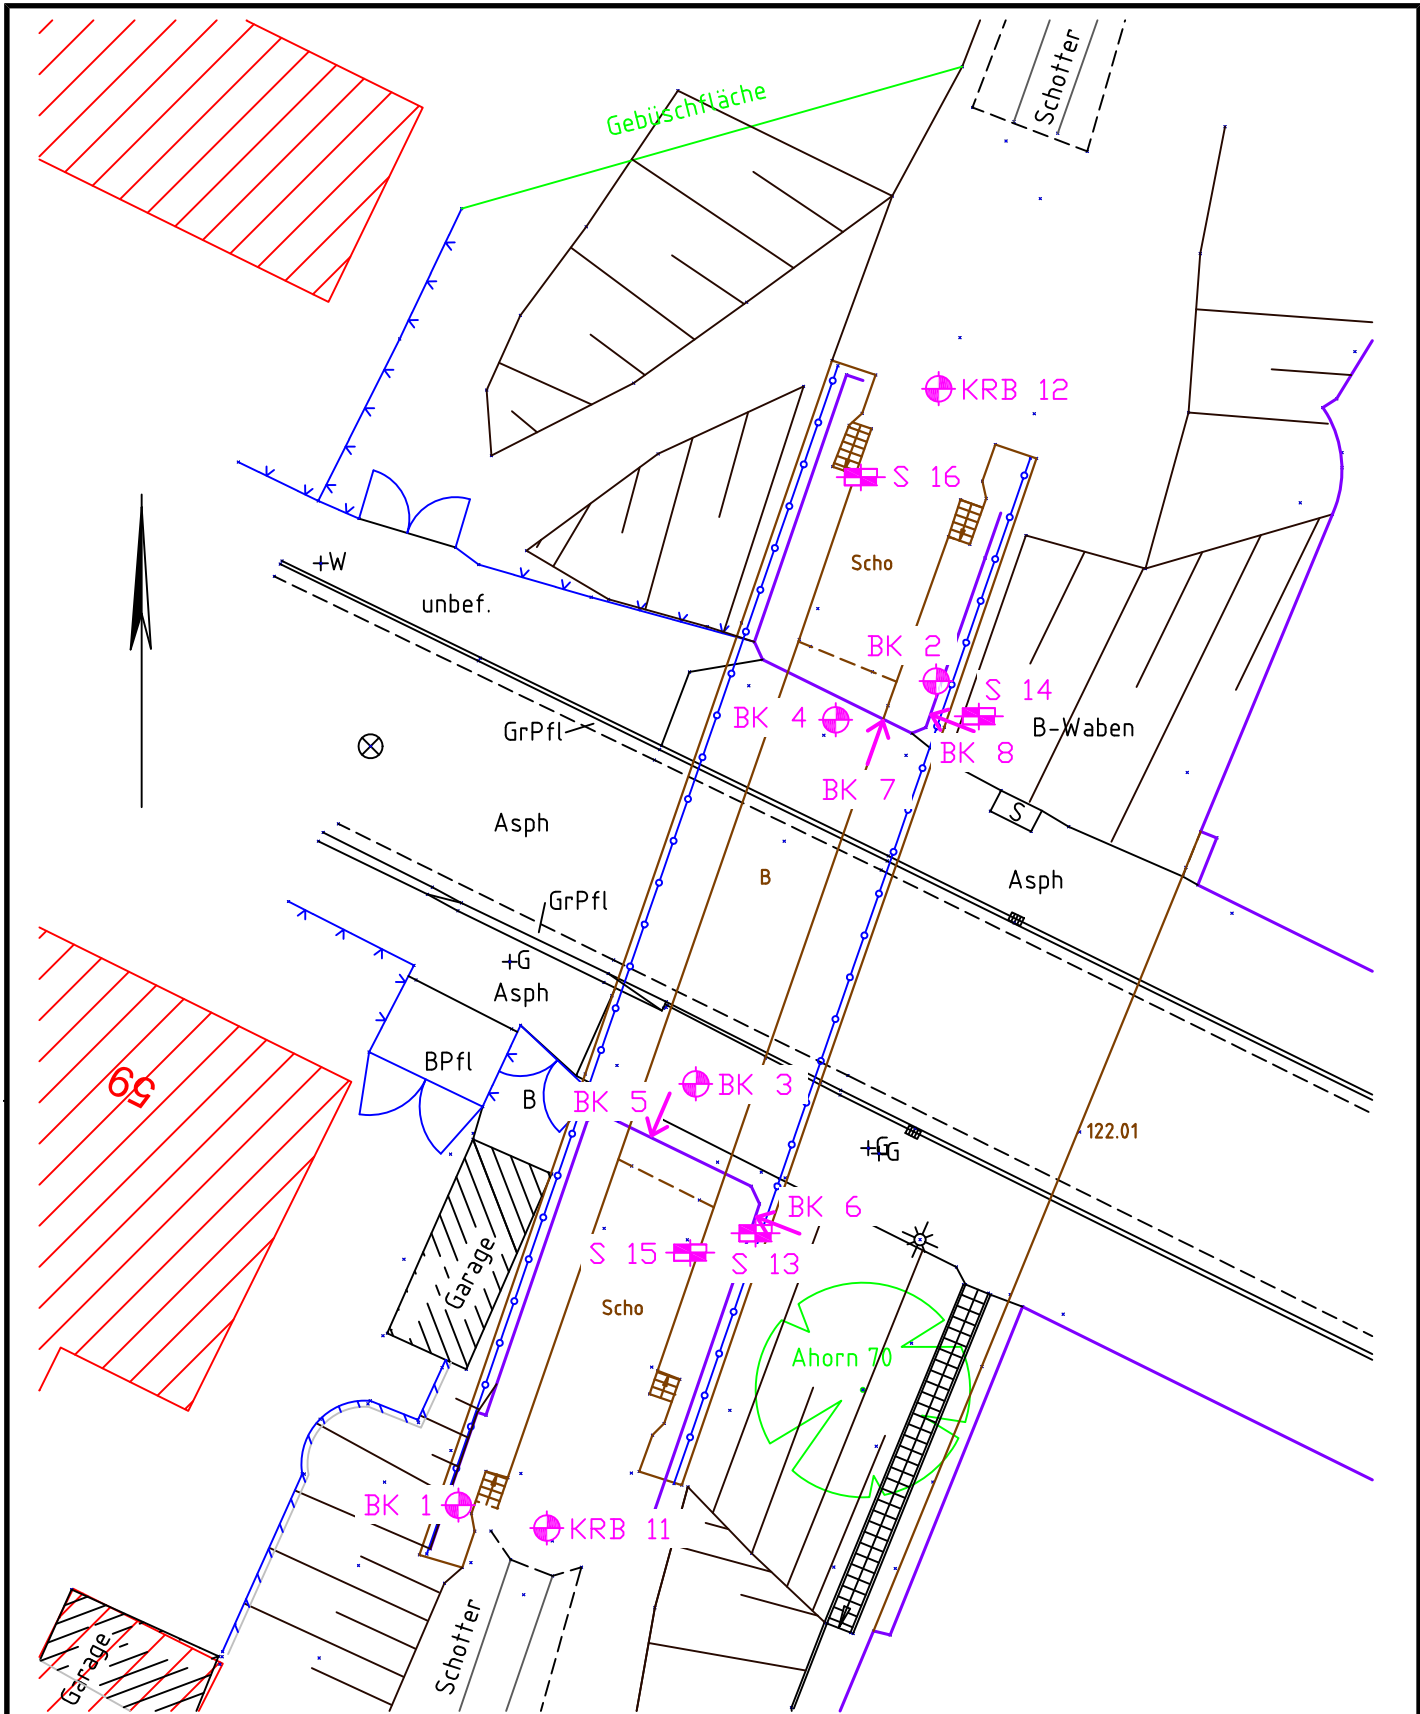 Schotter
Gebüschfläche
KRB 12
S 16
+W
Scho
unbef.
BK 2
S 14
GrPfl
BK 4
B-Waben
BK 8
BK 7
S
Asph
B
Asph
GrPfl
+G
Asph
BPfl
59
B
BK 5
BK 3
122.01
+G
+G
BK 6
S 15
S 13
Garage
Scho
Ahorn 70
BK 1
KRB 11
Schotter
Garage